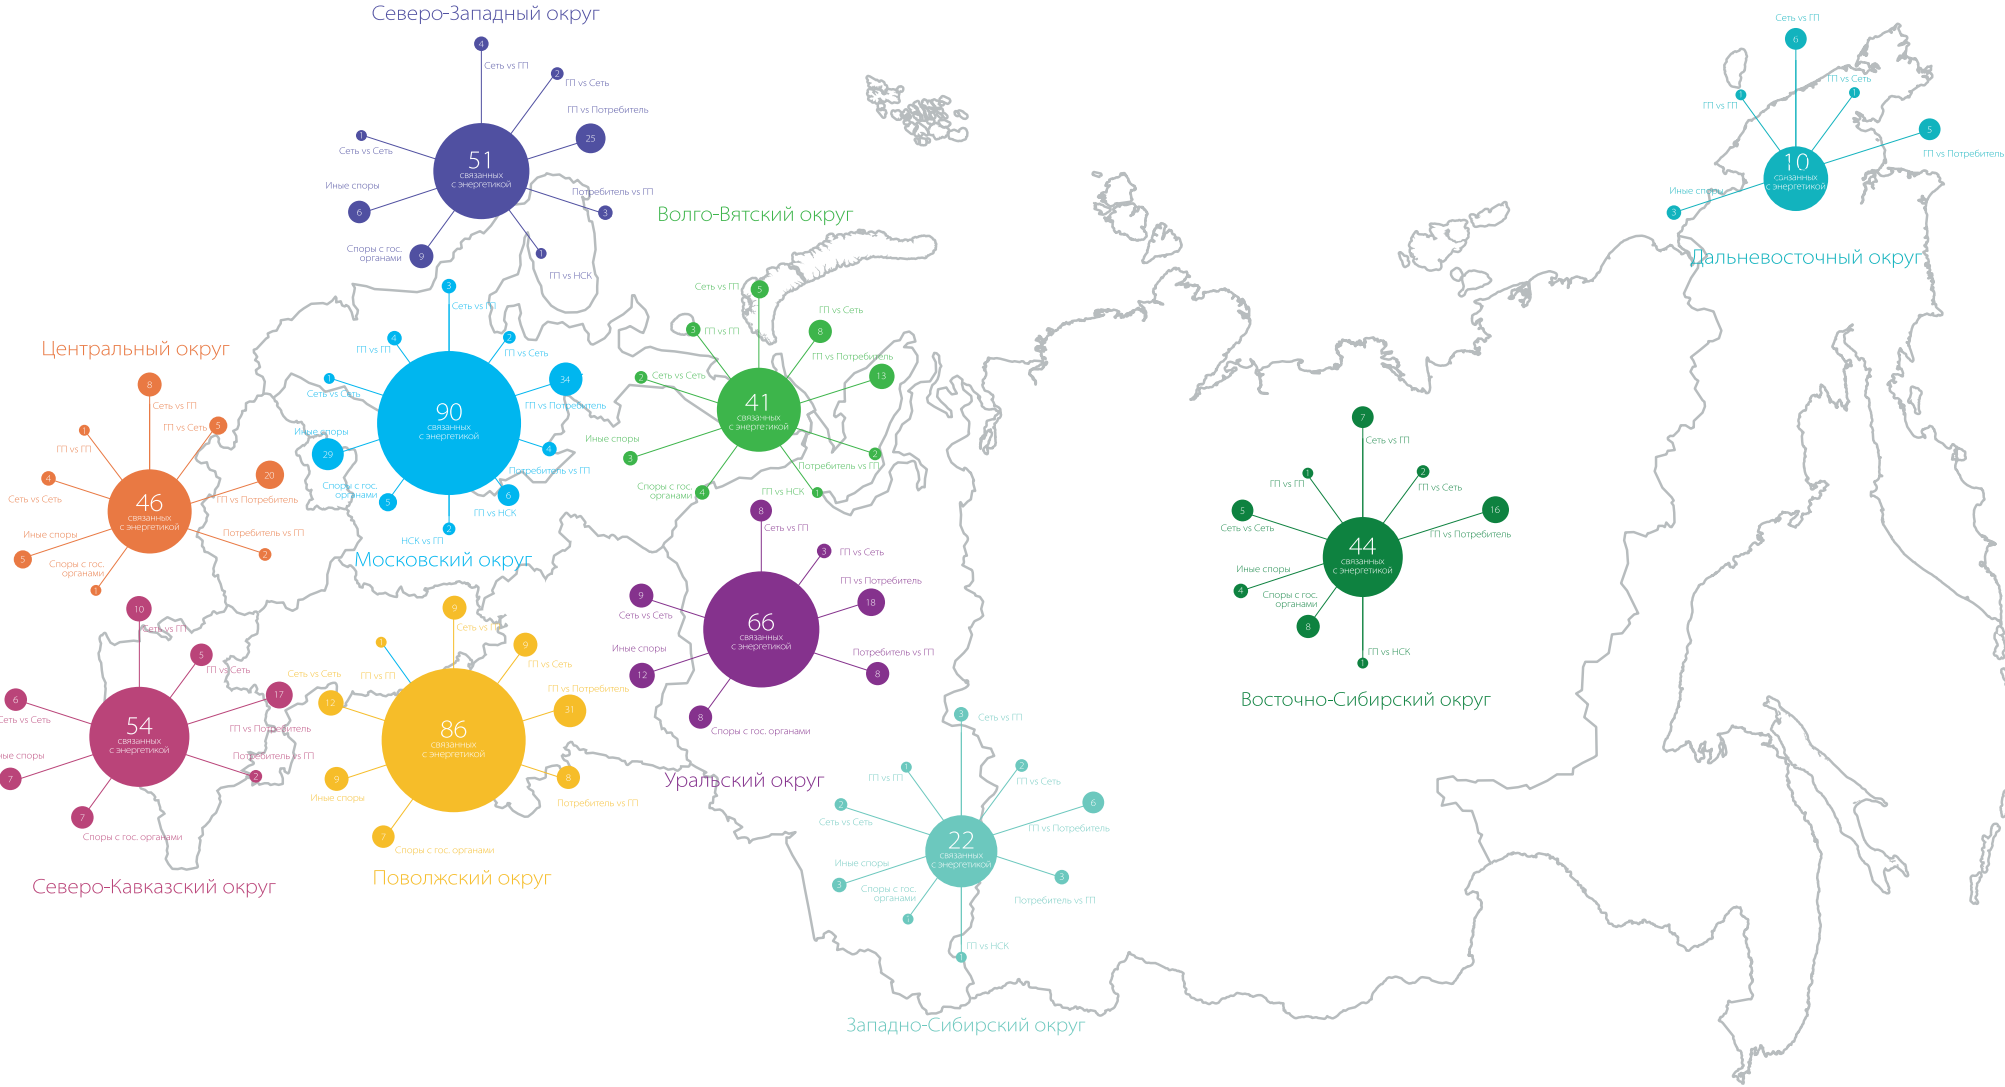 Северо-Западный округ
4
Сеть vs ГП
2
ГП vs Сеть
ГП vs Потребитель
25
1
Сеть vs Сеть
51
связанных
с энергетикой
Иные споры
6
Потребитель vs ГП
3
Споры с гос.
органами
9
1
ГП vs НСК
Сеть vs ГП
6
ГП vs Сеть
1
ГП vs ГП
1
5
ГП vs Потребитель
10
связанных
с энергетикой
Иные споры
3
Дальневосточный округ
Волго-Вятский округ
Сеть vs ГП
5
ГП vs Сеть
8
3
ГП vs ГП
ГП vs Потребитель
13
2
Сеть vs Сеть
41
связанных
с энергетикой
Иные споры
3
2
Потребитель vs ГП
Споры с гос.
органами
4
ГП vs НСК
1
3
Сеть vs ГП
4
ГП vs ГП
2
ГП vs Сеть
1
Сеть vs Сеть
34
ГП vs Потребитель
90
связанных
с энергетикой
Иные споры
29
4
Потребитель vs ГП
Споры с гос.
органами
5
6
ГП vs НСК
2
НСК vs ГП
Московский округ
Центральный округ
8
Сеть vs ГП
ГП vs Сеть
5
1
ГП vs ГП
4
Сеть vs Сеть
20
ГП vs Потребитель
46
связанных
с энергетикой
Иные споры
5
Потребитель vs ГП
2
Споры с гос.
органами
1
7
Сеть vs ГП
1
ГП vs ГП
2
ГП vs Сеть
5
Сеть vs Сеть
16
ГП vs Потребитель
44
связанных
с энергетикой
Иные споры
4
Споры с гос.
органами
8
ГП vs НСК
1
Восточно-Сибирский округ
8
Сеть vs ГП
3
ГП vs Сеть
ГП vs Потребитель
18
9
Сеть vs Сеть
66
связанных
с энергетикой
Иные споры
12
Потребитель vs ГП
8
8
Споры с гос. органами
Уральский округ
10
Сеть vs ГП
5
ГП vs Сеть
6
Сеть vs Сеть
17
ГП vs Потребитель
54
связанных
с энергетикой
7
Потребитель vs ГП
2
7
Споры с гос. органами
Северо-Кавказский округ
9
Сеть vs ГП
1
ГП vs ГП
9
ГП vs Сеть
Сеть vs Сеть
12
ГП vs Потребитель
31
86
связанных
с энергетикой
9
Иные споры
8
Потребитель vs ГП
7
Споры с гос. органами
Поволжский округ
3
Сеть vs ГП
1
ГП vs ГП
2
ГП vs Сеть
2
Сеть vs Сеть
6
ГП vs Потребитель
22
связанных
с энергетикой
Иные споры
3
3
Потребитель vs ГП
Споры с гос.
органами
ГП vs НСК
1
Западно-Сибирский округ